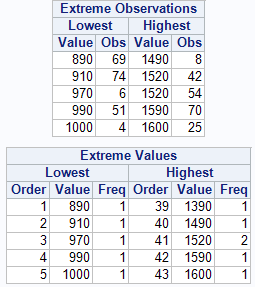 Extreme Observations
Lowest Highest
Value Obs Value Obs
890 69 1490 8
910 74 1520 42
970 6 1520 54
990 51 1590 70
1000 4 1600 25
Extreme Values
Lowest Highest
Order Value Freq Order Value Freq
1 890 1 39 1390 1
2 910 1 40 1490 1
3 970 1 41 1520 2
4 990 1 42 1590 1
5 1000 1 43 1600 1